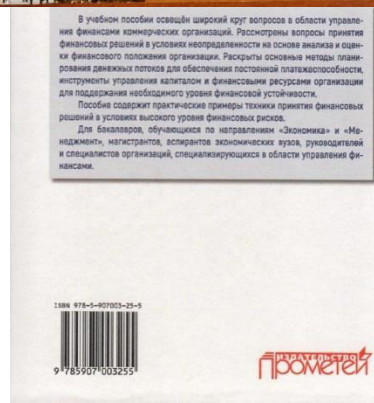 В учебном пособии освещён широкий круг вопросов в области управле-
ния финансами коммерческих организаций. Рассмотрены вопросы принятия
финансовых решений в условиях неопределенности на основе анализа и оцен-
ки финансового положения организации. Раскрыты основные методы плани-
рования денежных потоков для обеспечения постоянной платежеспособности,
инструменты управления капиталом и финансовыми ресурсами организации
для поддержания необходимого уровня финансовой устойчивости.
Пособие содержит практические примеры техники принятия финансовых
решений в условиях высокого уровня финансовых рисков.
Для бакалавров, обучающихся по направлениям «Экономика» и «Ме-
неджмент», магистрантов, аспирантов экономических вузов, руководителей
и специалистов организаций, специализирующихся в области управления фи-
нансами.
ISBN 978-5-907003-25-5
9 785907 003255
ИЗДАТЕЛЬСТВО
Прометей